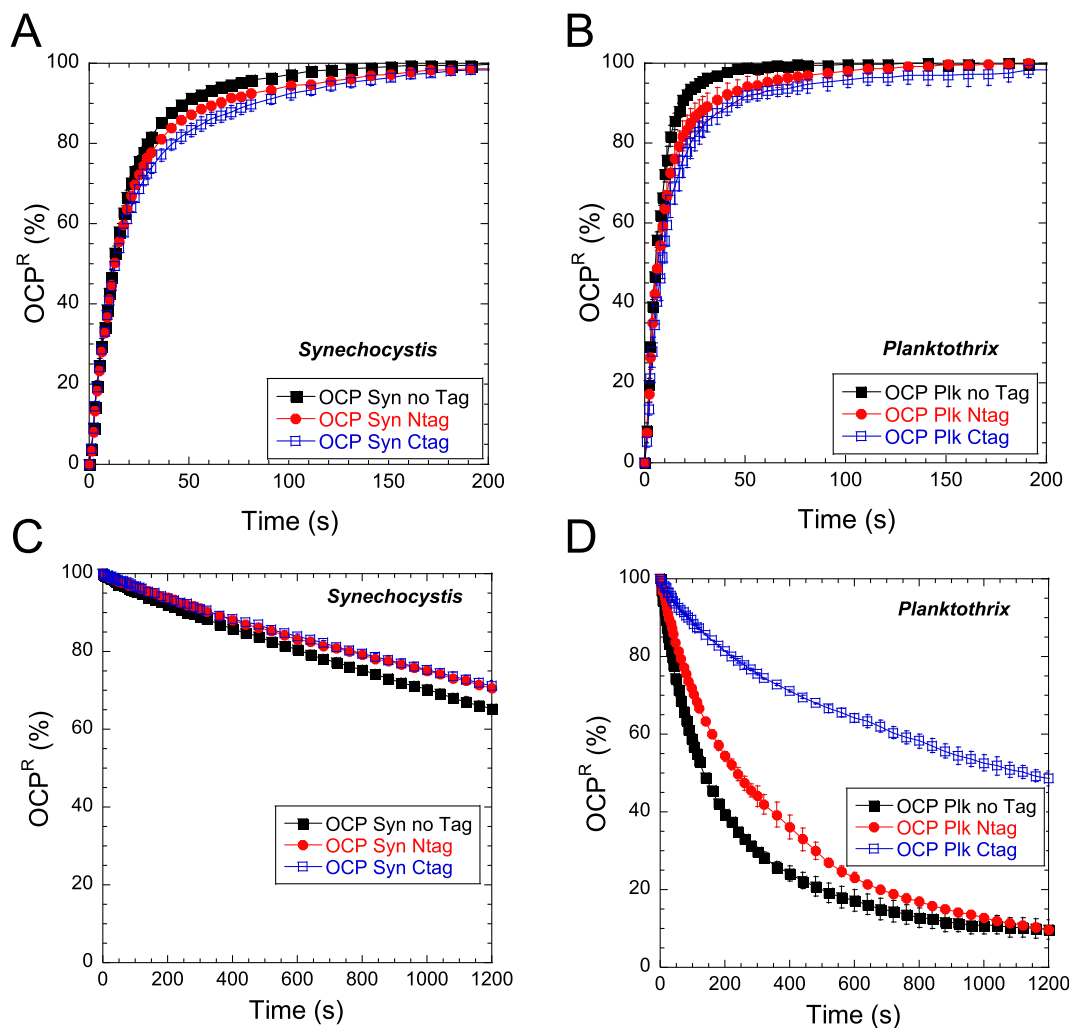 A
100
80
60
40
20
0
OCP^R (%)
Synechocystis
OCP Syn no Tag
OCP Syn Ntag
OCP Syn Ctag
0 50 100 150 200
Time (s)
B
100
80
60
40
20
0
OCP^R (%)
Planktothrix
OCP Plk no Tag
OCP Plk Ntag
OCP Plk Ctag
0 50 100 150 200
Time (s)
C
100
80
60
40
20
0
OCP^R (%)
Synechocystis
OCP Syn no Tag
OCP Syn Ntag
OCP Syn Ctag
0 200 400 600 800 1000 1200
Time (s)
D
100
80
60
40
20
0
OCP^R (%)
Planktothrix
OCP Plk no Tag
OCP Plk Ntag
OCP Plk Ctag
0 200 400 600 800 1000 1200
Time (s)